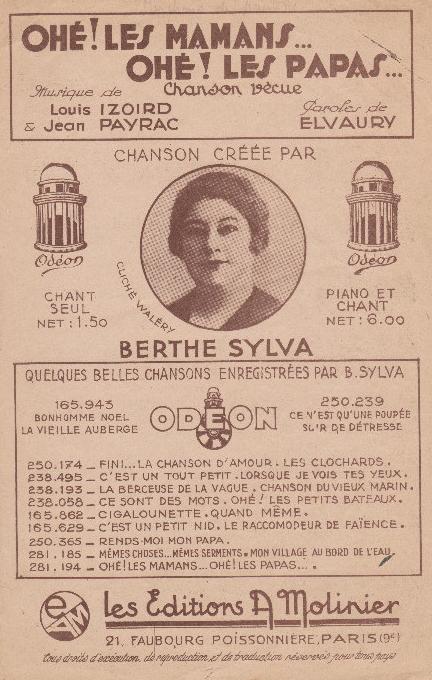 OHÉ! LES MAMANS...
OHÉ! LES PAPAS...
Chanson vécue
Musique de
Louis IZOIRD
& Jean PAYRAC
Paroles de
ELVAURY
CHANSON CRÉÉE PAR
Odéon
Odéon
CHANT
SEUL
NET : 1.50
CLICHÉ WALÉRY
PIANO ET
CHANT
NET : 6.00
BERTHE SYLVA
QUELQUES BELLES CHANSONS ENREGISTRÉES PAR B. SYLVA
165.943
BONHOMME NOEL
LA VIEILLE AUBERGE
ODEON
250.239
CE N'EST QU'UNE POUPÉE
SUR DE DÉTRESSE
250.174 _ FINI...LA CHANSON D'AMOUR. LES CLOCHARDS.
238.495 _ C'EST UN TOUT PETIT. LORSQUE JE VOIS TES YEUX.
238.193 _ LA BERCEUSE DE LA VAGUE. CHANSON DU VIEUX MARIN.
238.058 _ CE SONT DES MOTS. OHÉ! LES PETITS BATEAUX.
165.862 _ CIGALOUNETTE. QUAND MÊME.
165.629 _ C'EST UN PETIT NID. LE RACCOMODEUR DE FAÏENCE.
250.365 _ RENDS-MOI MON PAPA.
281.185 _ MÊMES CHOSES...MÊMES SERMENTS. MON VILLAGE AU BORD DE L'EAU.
281.194 _ OHÉ! LES MAMANS...OHÉ! LES PAPAS... .
EAM
les Editions A Molinier
21, FAUBOURG POISSONNIÈRE, PARIS (9e)
tous droits d'exécution, de reproduction et de traduction réservés pour tous pays